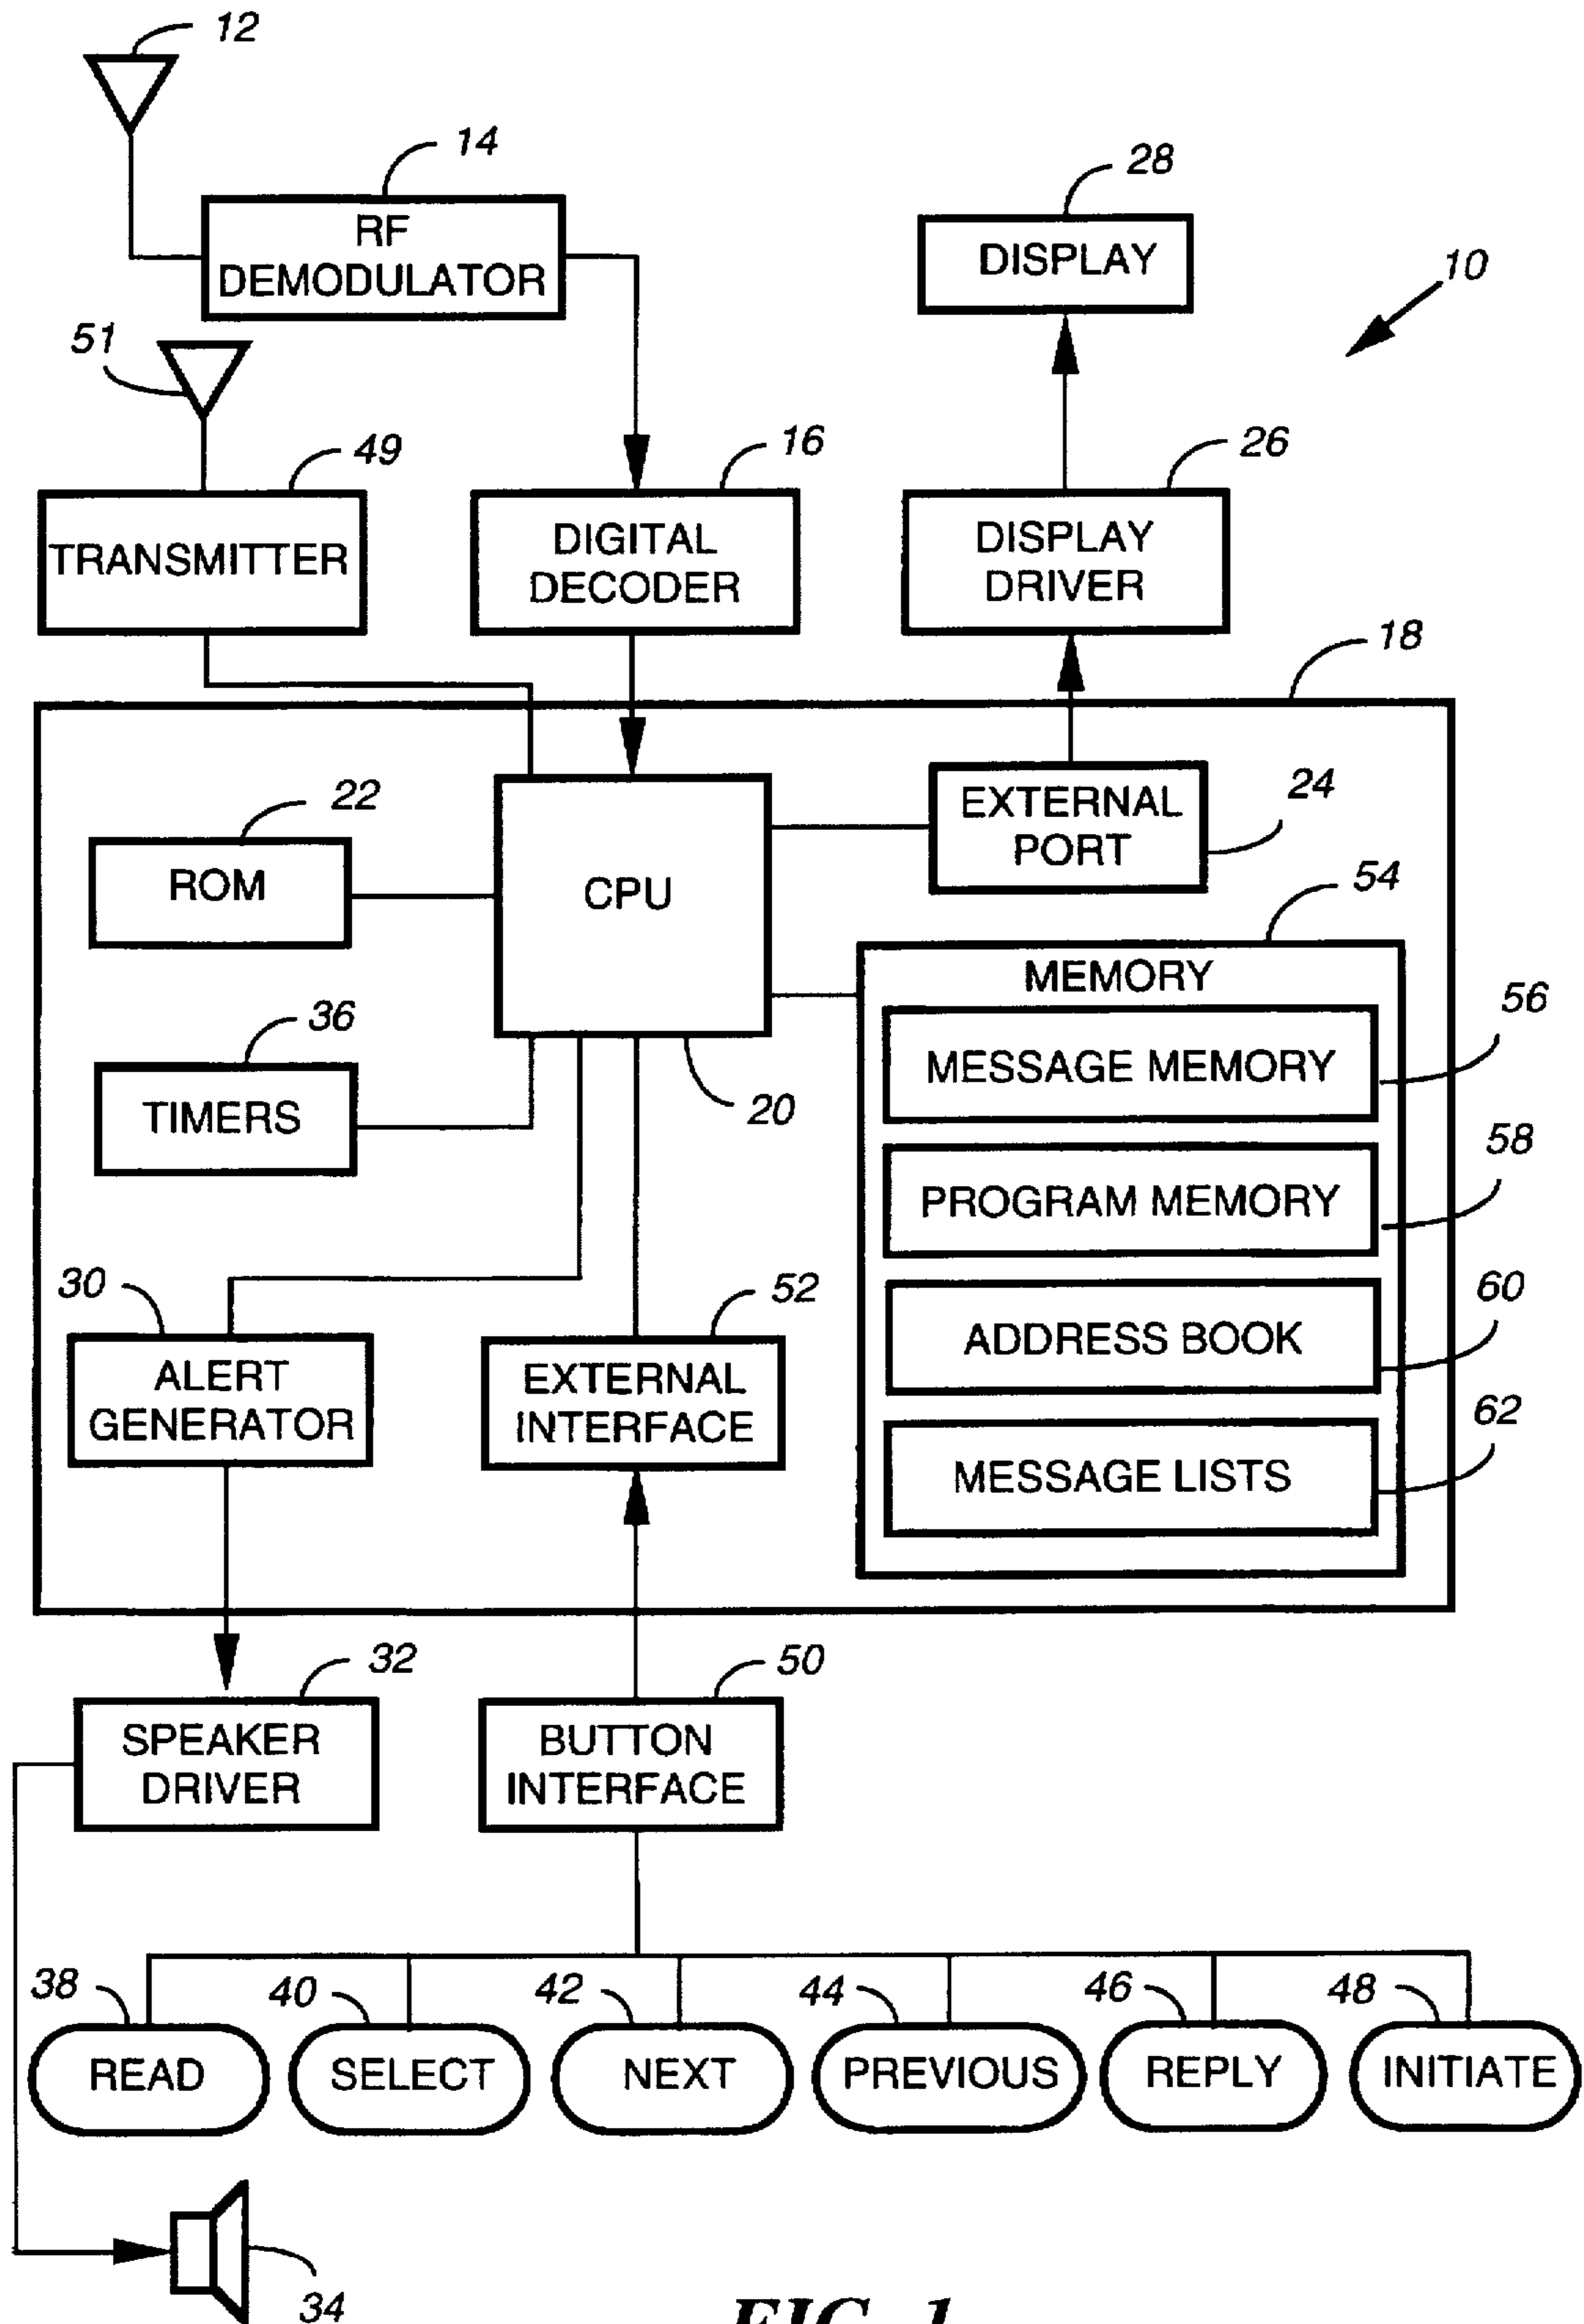 12
14
RF
DEMODULATOR
28
DISPLAY
10
51
49
TRANSMITTER
16
DIGITAL
DECODER
26
DISPLAY
DRIVER
18
22
ROM
CPU
20
EXTERNAL
PORT
24
54
MEMORY
36
TIMERS
MESSAGE MEMORY
56
PROGRAM MEMORY
58
ADDRESS BOOK
60
MESSAGE LISTS
62
30
ALERT
GENERATOR
52
EXTERNAL
INTERFACE
32
SPEAKER
DRIVER
50
BUTTON
INTERFACE
38
READ
40
SELECT
42
NEXT
44
PREVIOUS
46
REPLY
48
INITIATE
34
FIG. 1